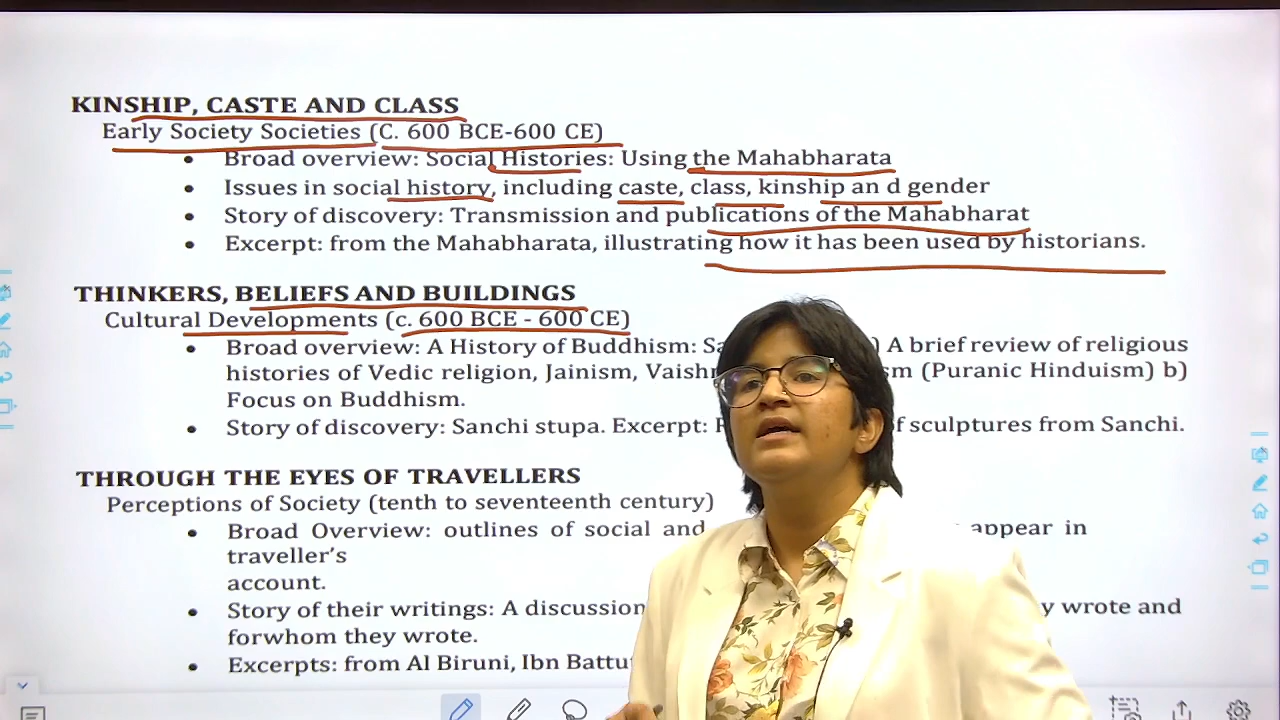 KINSHIP, CASTE AND CLASS
Early Society Societies (C. 600 BCE-600 CE)
• Broad overview: Social Histories: Using the Mahabharata
• Issues in social history, including caste, class, kinship an d gender
• Story of discovery: Transmission and publications of the Mahabharat
• Excerpt: from the Mahabharata, illustrating how it has been used by historians.
THINKERS, BELIEFS AND BUILDINGS
Cultural Developments (c. 600 BCE - 600 CE)
• Broad overview: A History of Buddhism: ) A brief review of religious
histories of Vedic religion, Jainism, (Puranic Hinduism) b)
Focus on Buddhism.
• Story of discovery: Sanchi stupa. Excerpt: f sculptures from Sanchi.
THROUGH THE EYES OF TRAVELLERS
Perceptions of Society (tenth to seventeenth century)
• Broad Overview: outlines of social and appear in
traveller's
account.
• Story of their writings: A discussion y wrote and
forwhom they wrote.
• Excerpts: from Al Biruni, Ibn